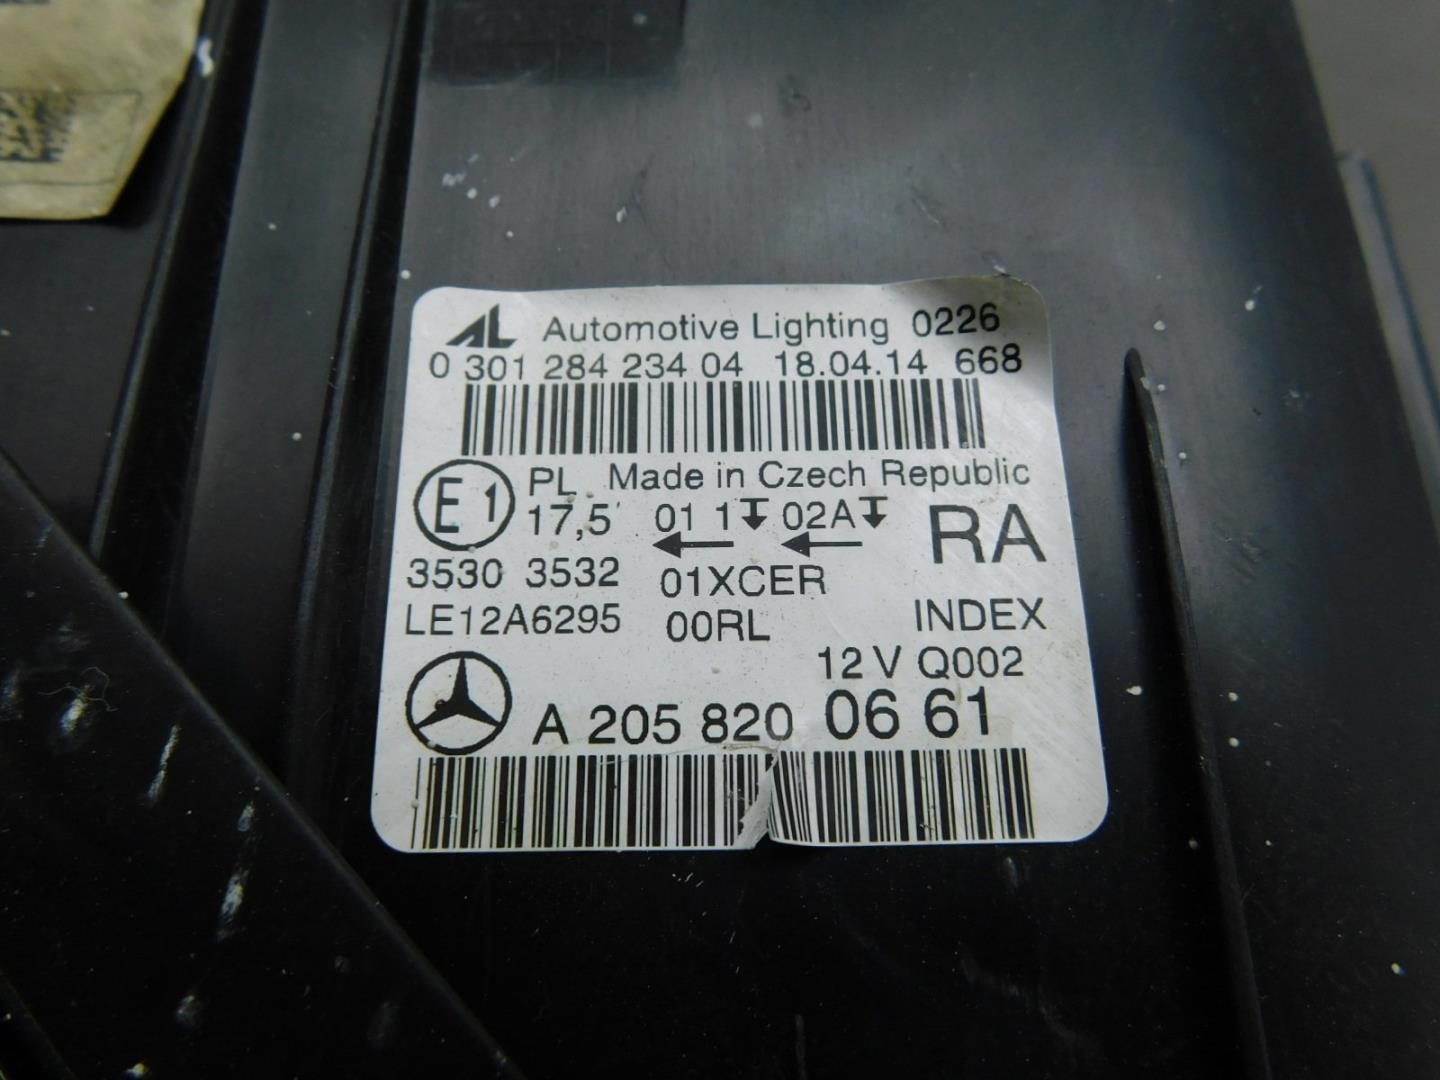 AL Automotive Lighting 0226
0 301 284 234 04 18.04.14 668
E1 PL Made in Czech Republic
17,5' 01 1 02A RA
3530 3532 01XCER
LE12A6295 00RL INDEX
12 V Q002
A 205 820 06 61